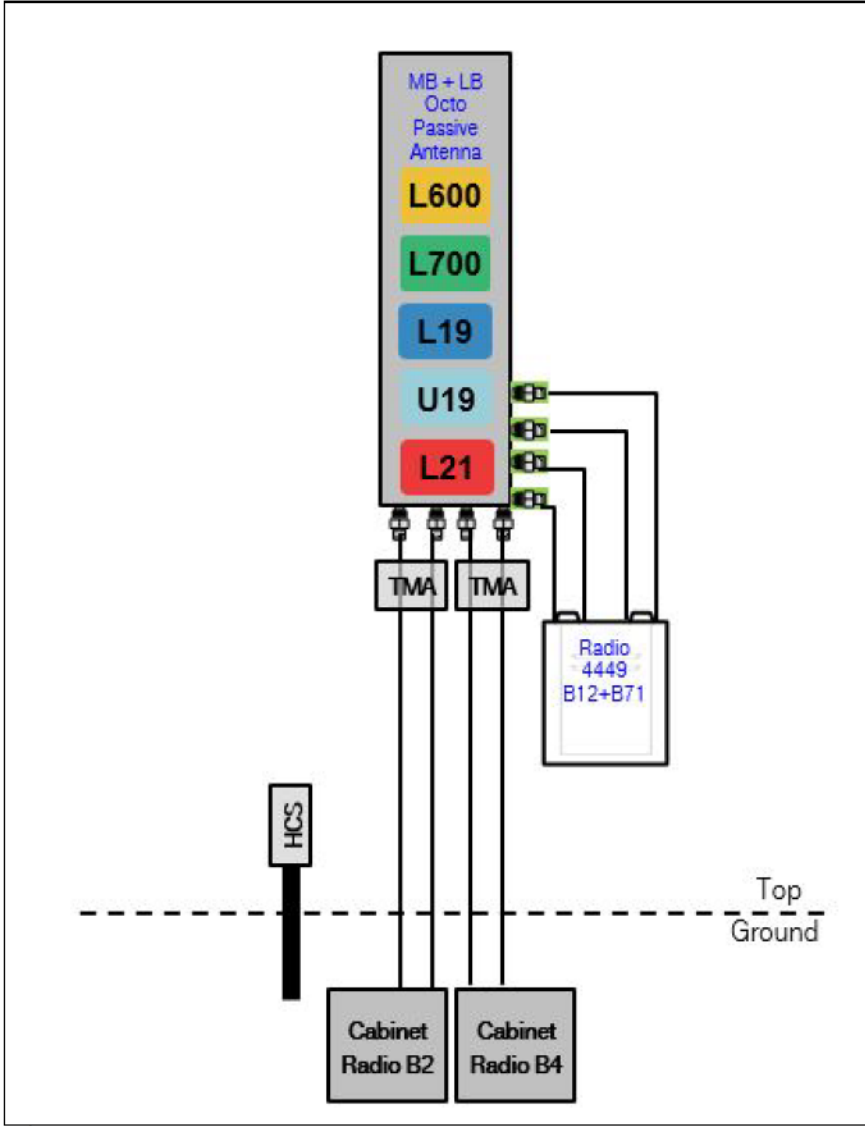 MB + LB
Octo
Passive
Antenna
L600
L700
L19
U19
L21
TMA
TMA
Radio
4449
B12+B71
HCS
Top
Ground
Cabinet
Radio B2
Cabinet
Radio B4